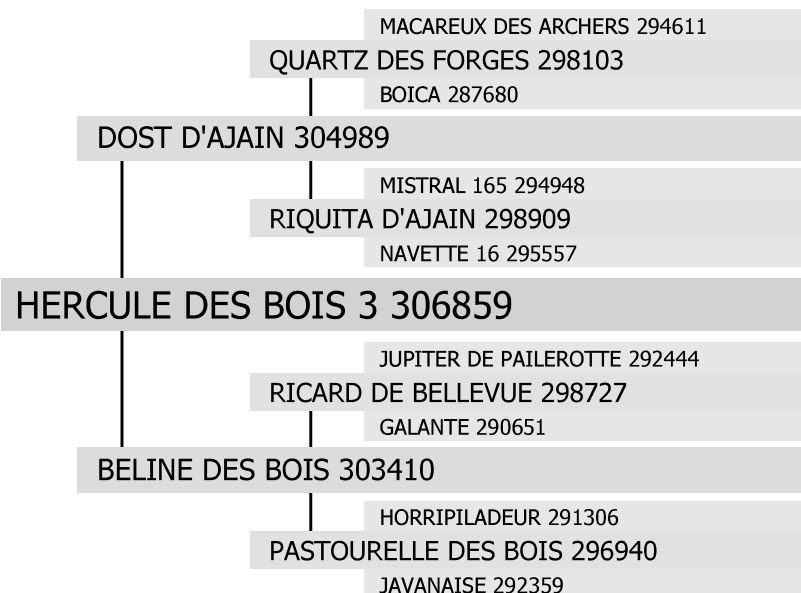 MACAREUX DES ARCHERS 294611
QUARTZ DES FORGES 298103
BOICA 287680
DOST D'AJAIN 304989
MISTRAL 165 294948
RIQUITA D'AJAIN 298909
NAVETTE 16 295557
HERCULE DES BOIS 3 306859
JUPITER DE PAILEROTTE 292444
RICARD DE BELLEVUE 298727
GALANTE 290651
BELINE DES BOIS 303410
HORRIPILADEUR 291306
PASTOURELLE DES BOIS 296940
JAVANAISE 292359